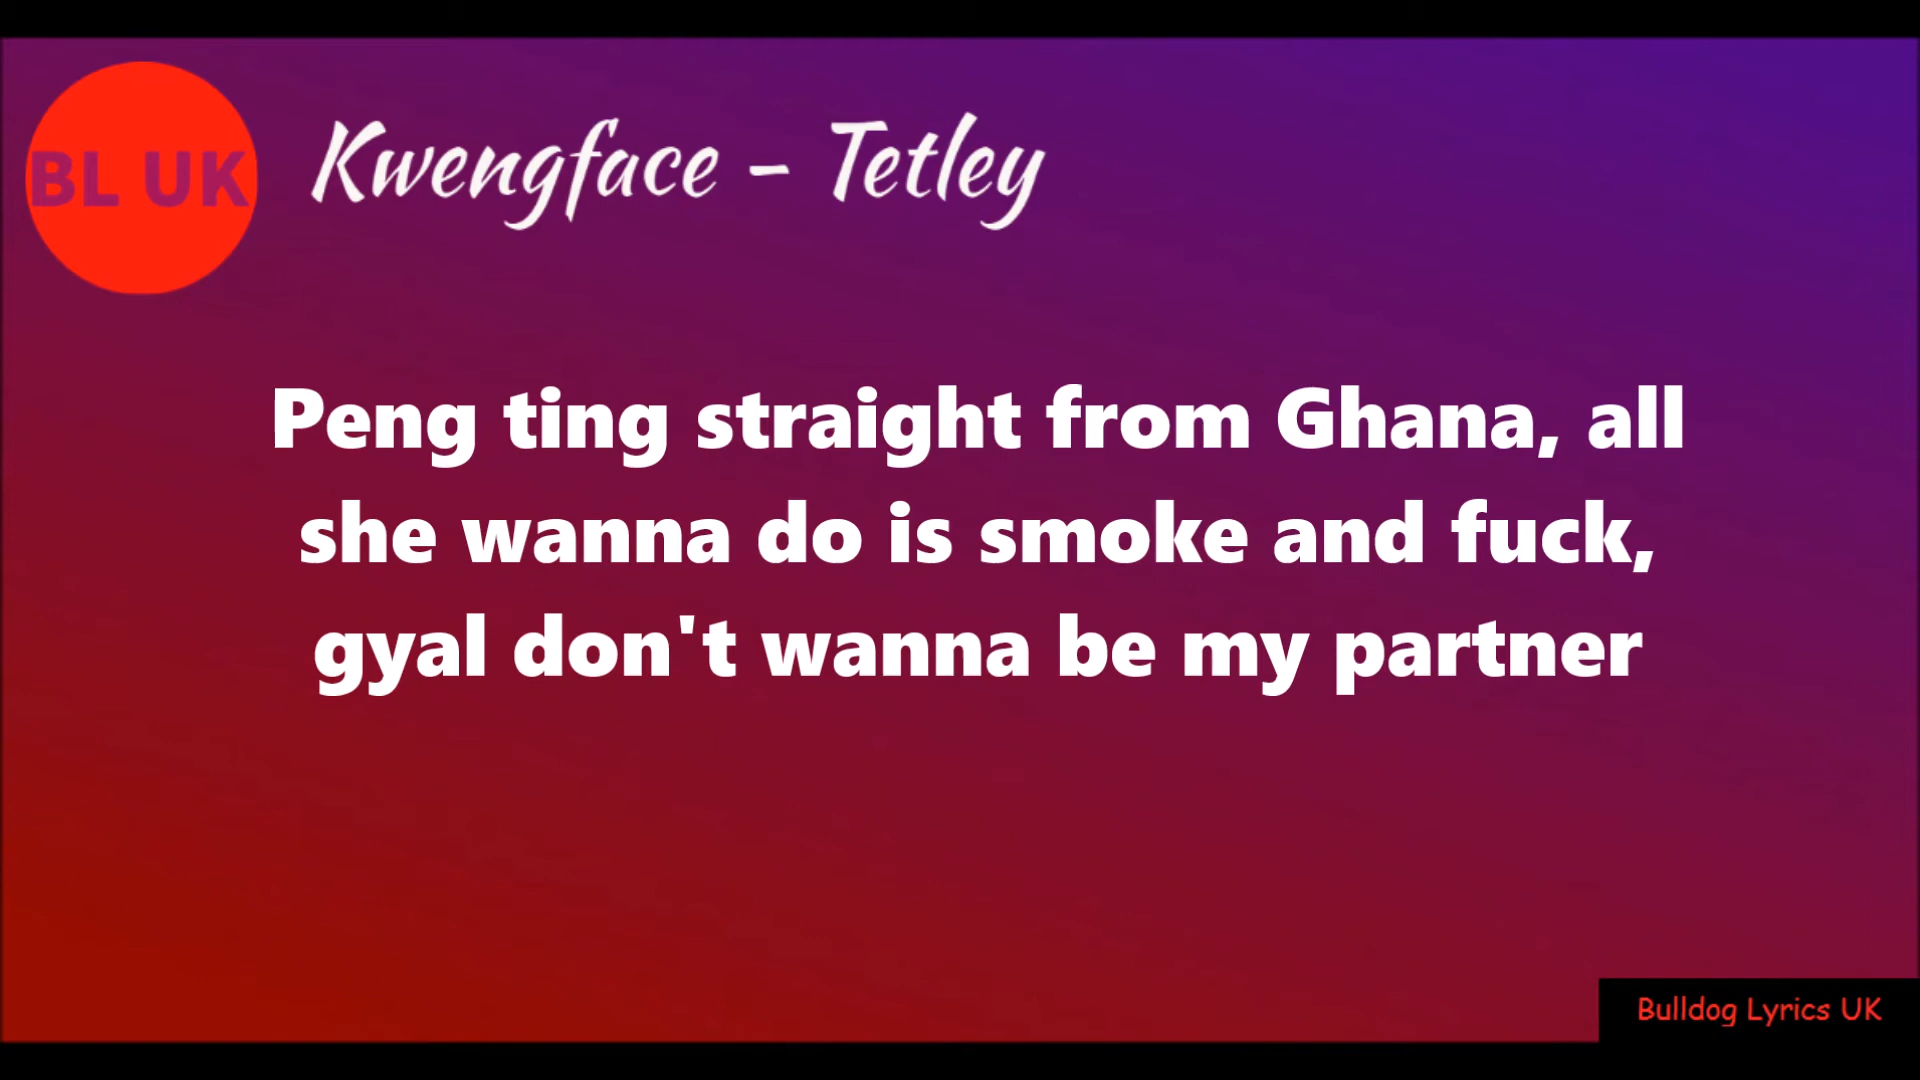 BL UK
Kwengface - Tetley
Peng ting straight from Ghana, all
she wanna do is smoke and fuck,
gyal don't wanna be my partner
Bulldog Lyrics UK